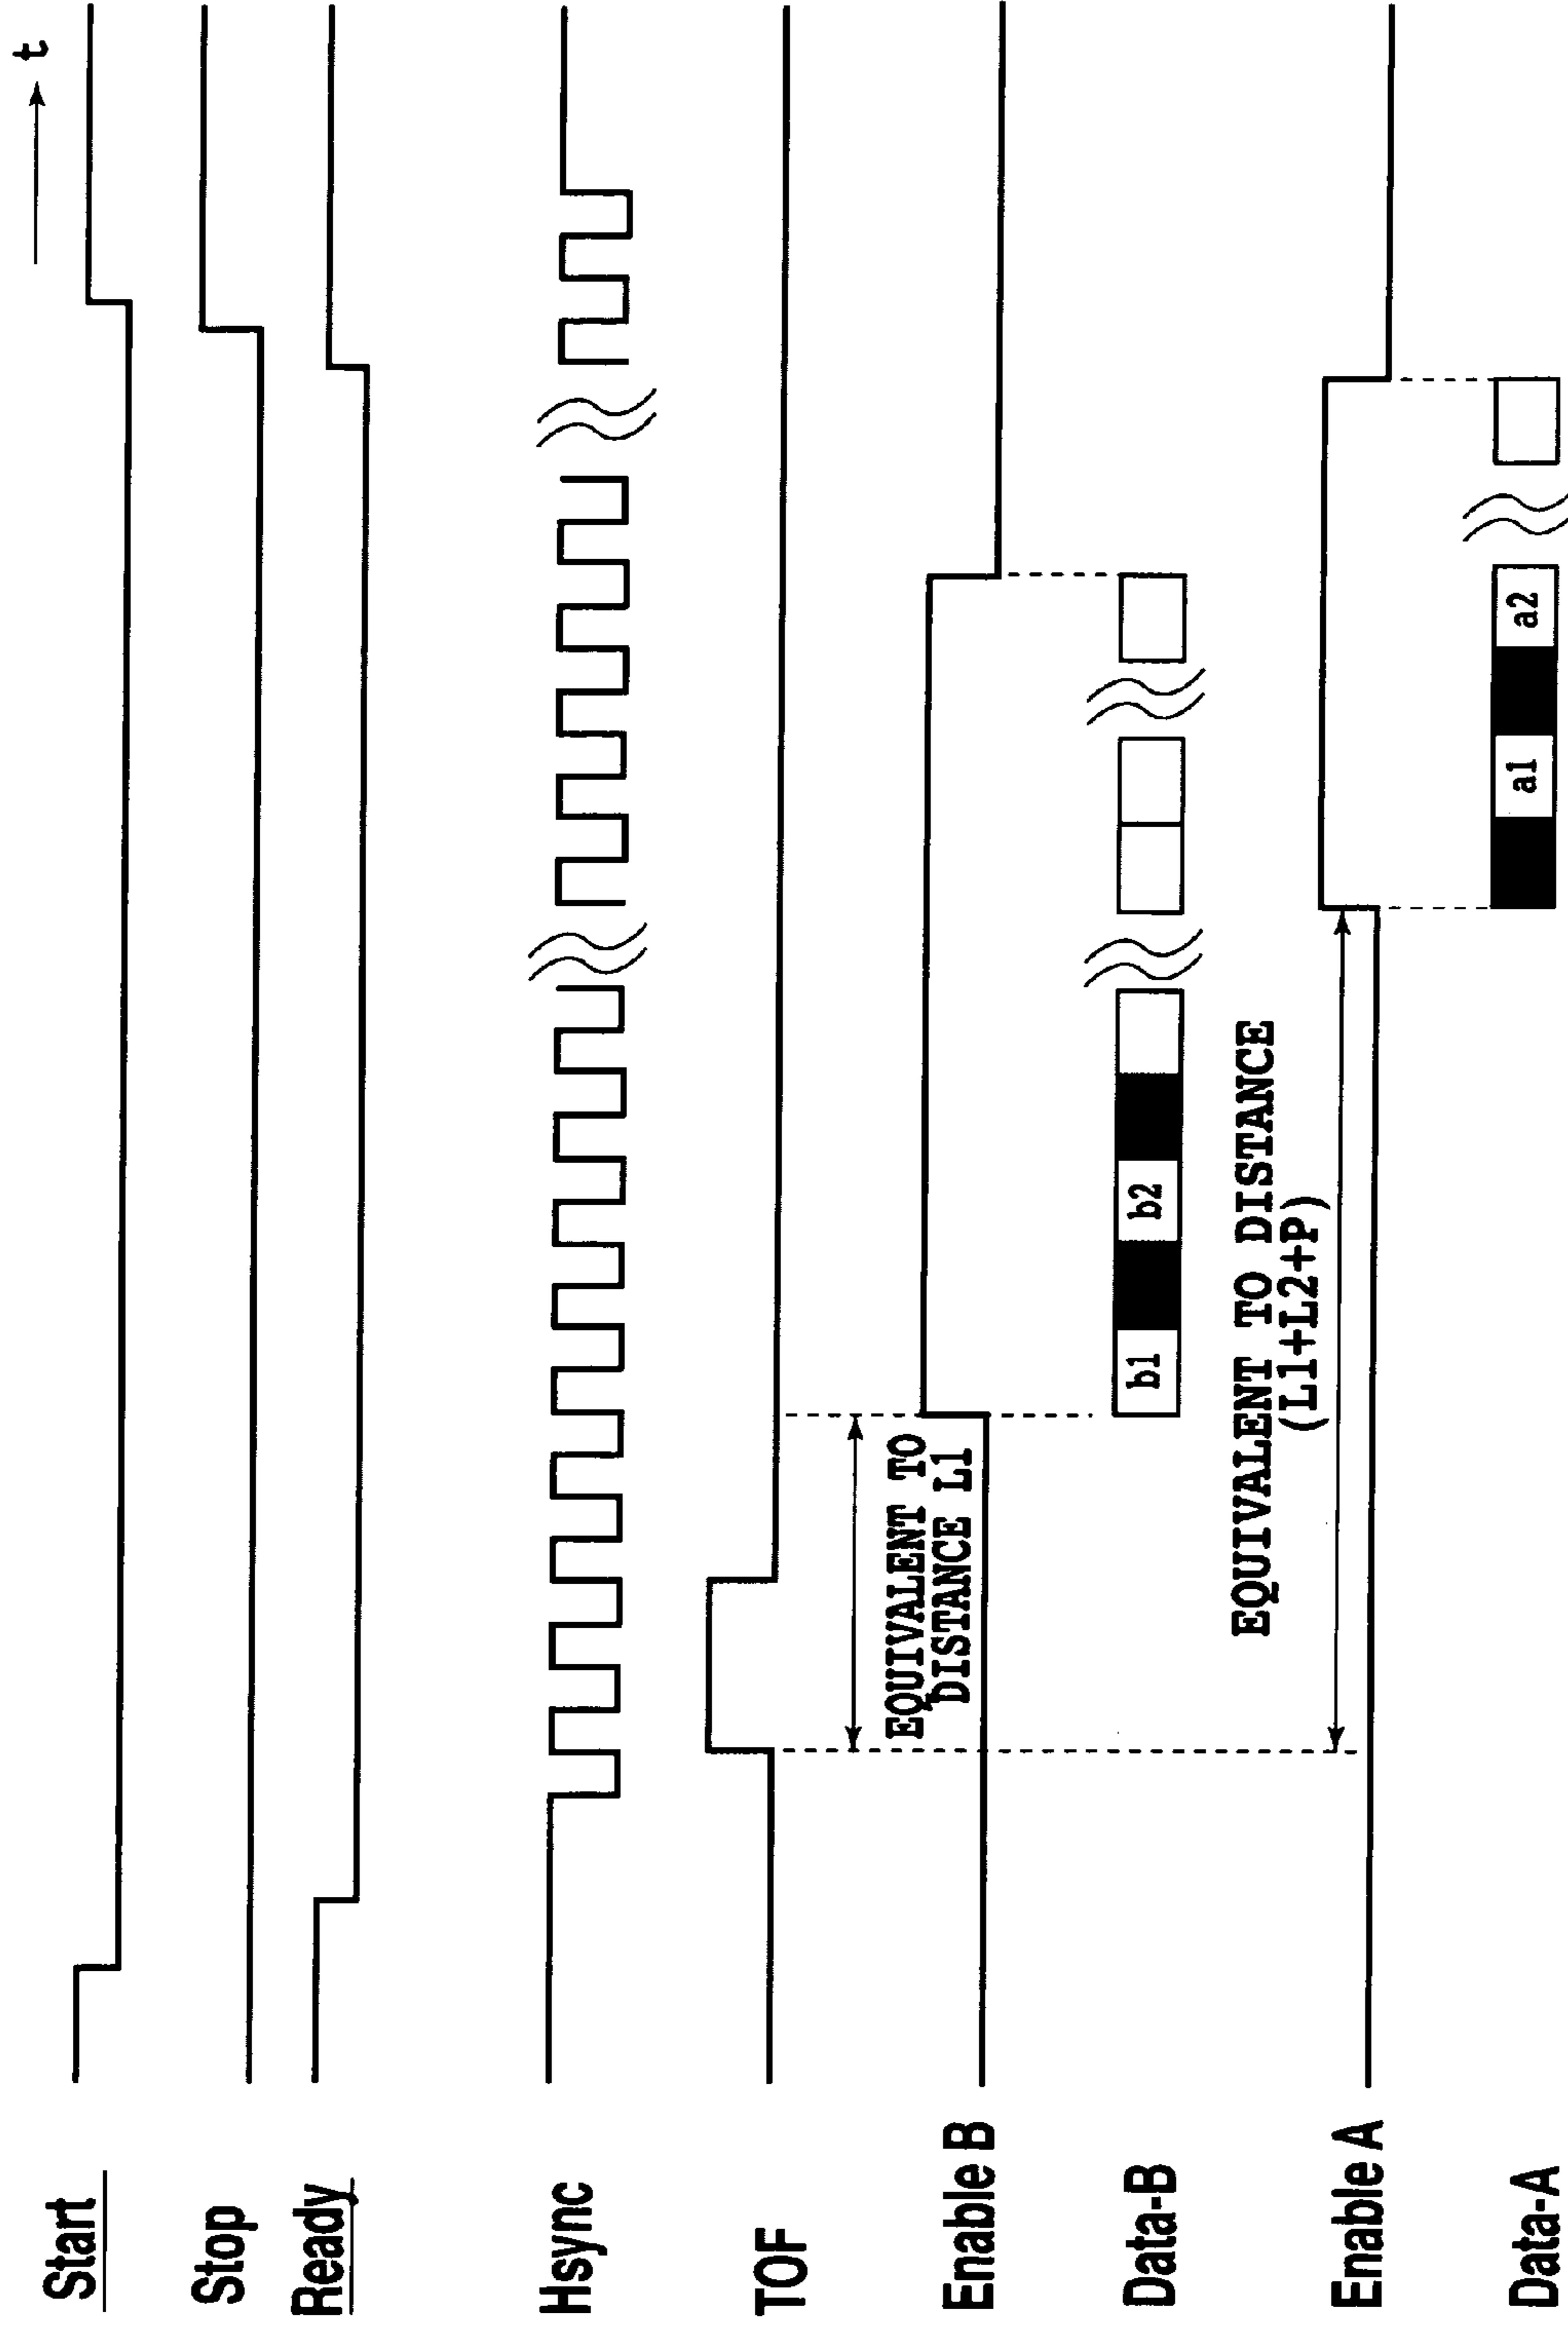 t
Start
Stop
Ready
Hsync
TOF
EQUIVALENT TO
DISTANCE L1
Enable B
b1
b2
Data-B
EQUIVALENT TO DISTANCE
(L1+L2+P)
Enable A
a1
a2
Data-A